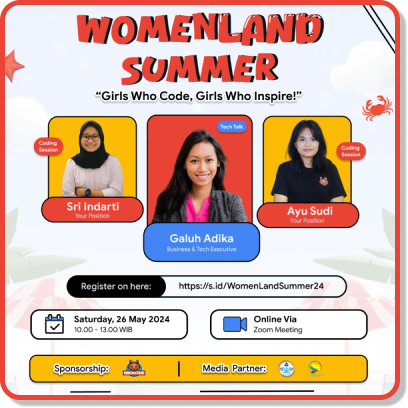 WOMENLAND
SUMMER
“Girls Who Code, Girls Who Inspire!”
Tech Talk
Coding
Session
Coding
Session
Sri Indarti
Your Position
Ayu Sudi
Your Position
Galuh Adika
Business & Tech Executive
Register on here:
https://s.id/WomenLandSummer24
Saturday, 26 May 2024
10.00 - 13.00 WIB
Online Via
Zoom Meeting
Sponsorship:
Media Partner: